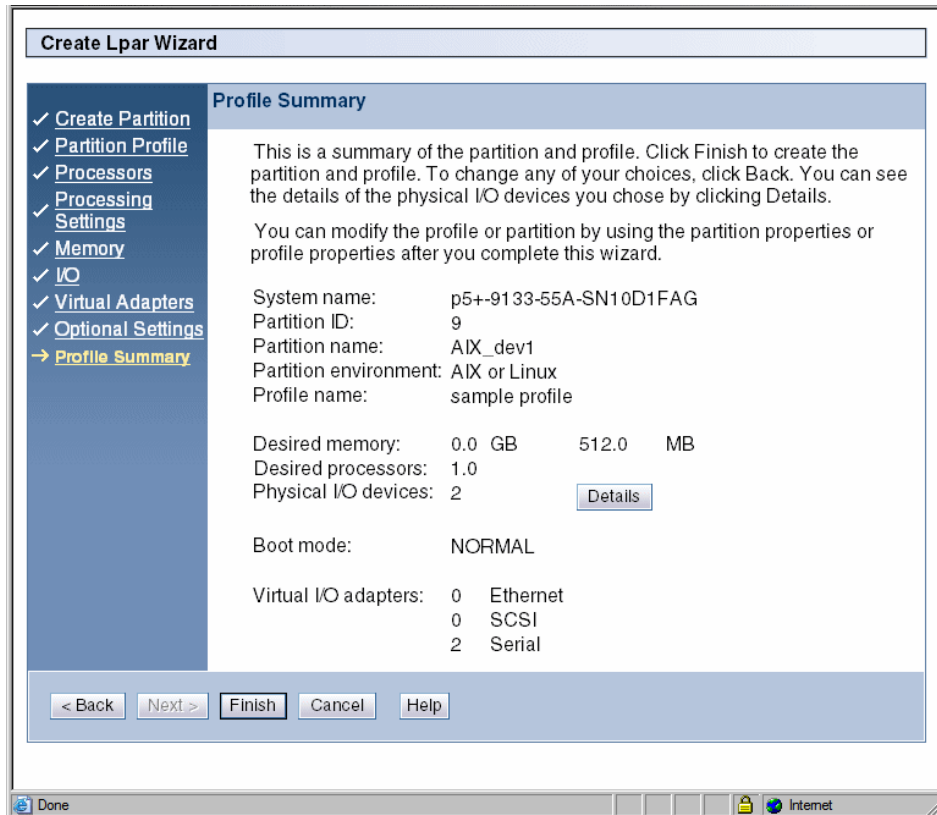 Create Lpar Wizard
Create Partition
Partition Profile
Processors
Processing
Settings
Memory
I/O
Virtual Adapters
Optional Settings
Profile Summary
Profile Summary
This is a summary of the partition and profile. Click Finish to create the
partition and profile. To change any of your choices, click Back. You can see
the details of the physical I/O devices you chose by clicking Details.
You can modify the profile or partition by using the partition properties or
profile properties after you complete this wizard.
System name: p5+-9133-55A-SN10D1FAG
Partition ID: 9
Partition name: AIX_dev1
Partition environment: AIX or Linux
Profile name: sample profile
Desired memory: 0.0 GB 512.0 MB
Desired processors: 1.0
Physical I/O devices: 2 Details
Boot mode: NORMAL
Virtual I/O adapters: 0 Ethernet
0 SCSI
2 Serial
< Back Next > Finish Cancel Help
Done Internet